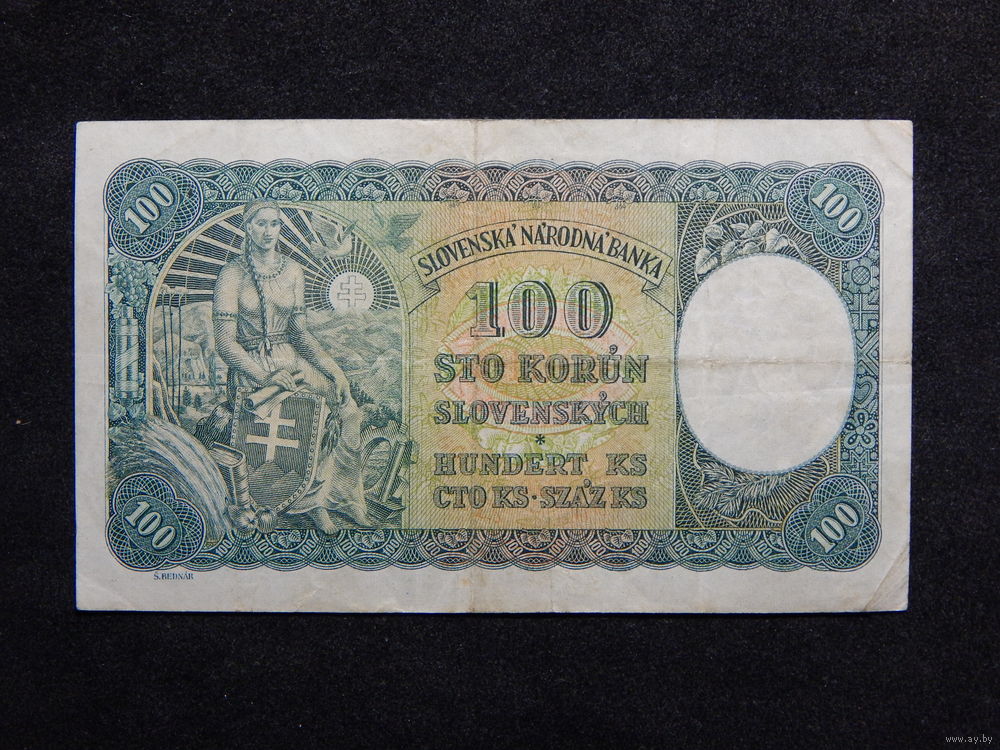 100
100
SLOVENSKÁ NÁRODNÁ BANKA
100
STO KORÚN
SLOVENSKÝCH
*
HUNDERT KS
СТО KS · SZÁZ KS
100
100
Š. BEDNÁR
www.ay.by